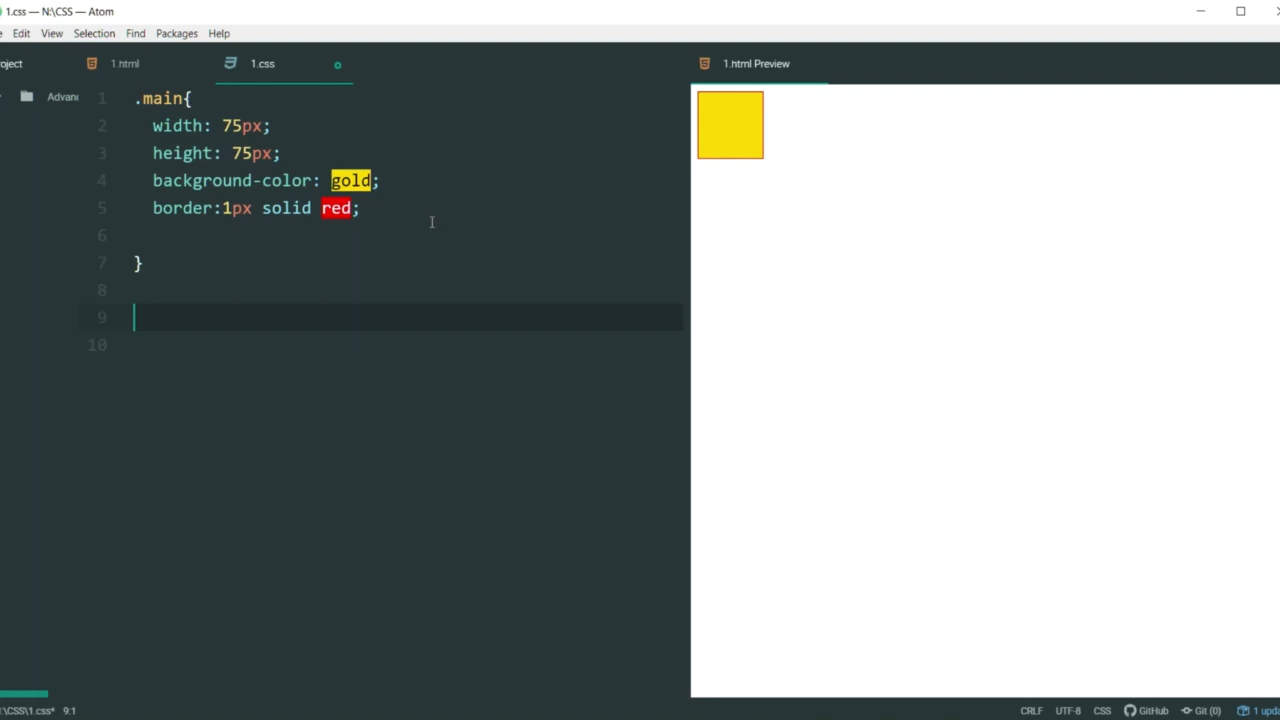 1.css — N:\CSS — Atom
Edit View Selection Find Packages Help
oject 1.html 1.css 1.html Preview
Advan
1 .main{
2 width: 75px;
3 height: 75px;
4 background-color: gold;
5 border:1px solid red;
6
7 }
8
9
10
\CSS\1.css* 9:1 CRLF UTF-8 CSS GitHub Git (0) 1 upda